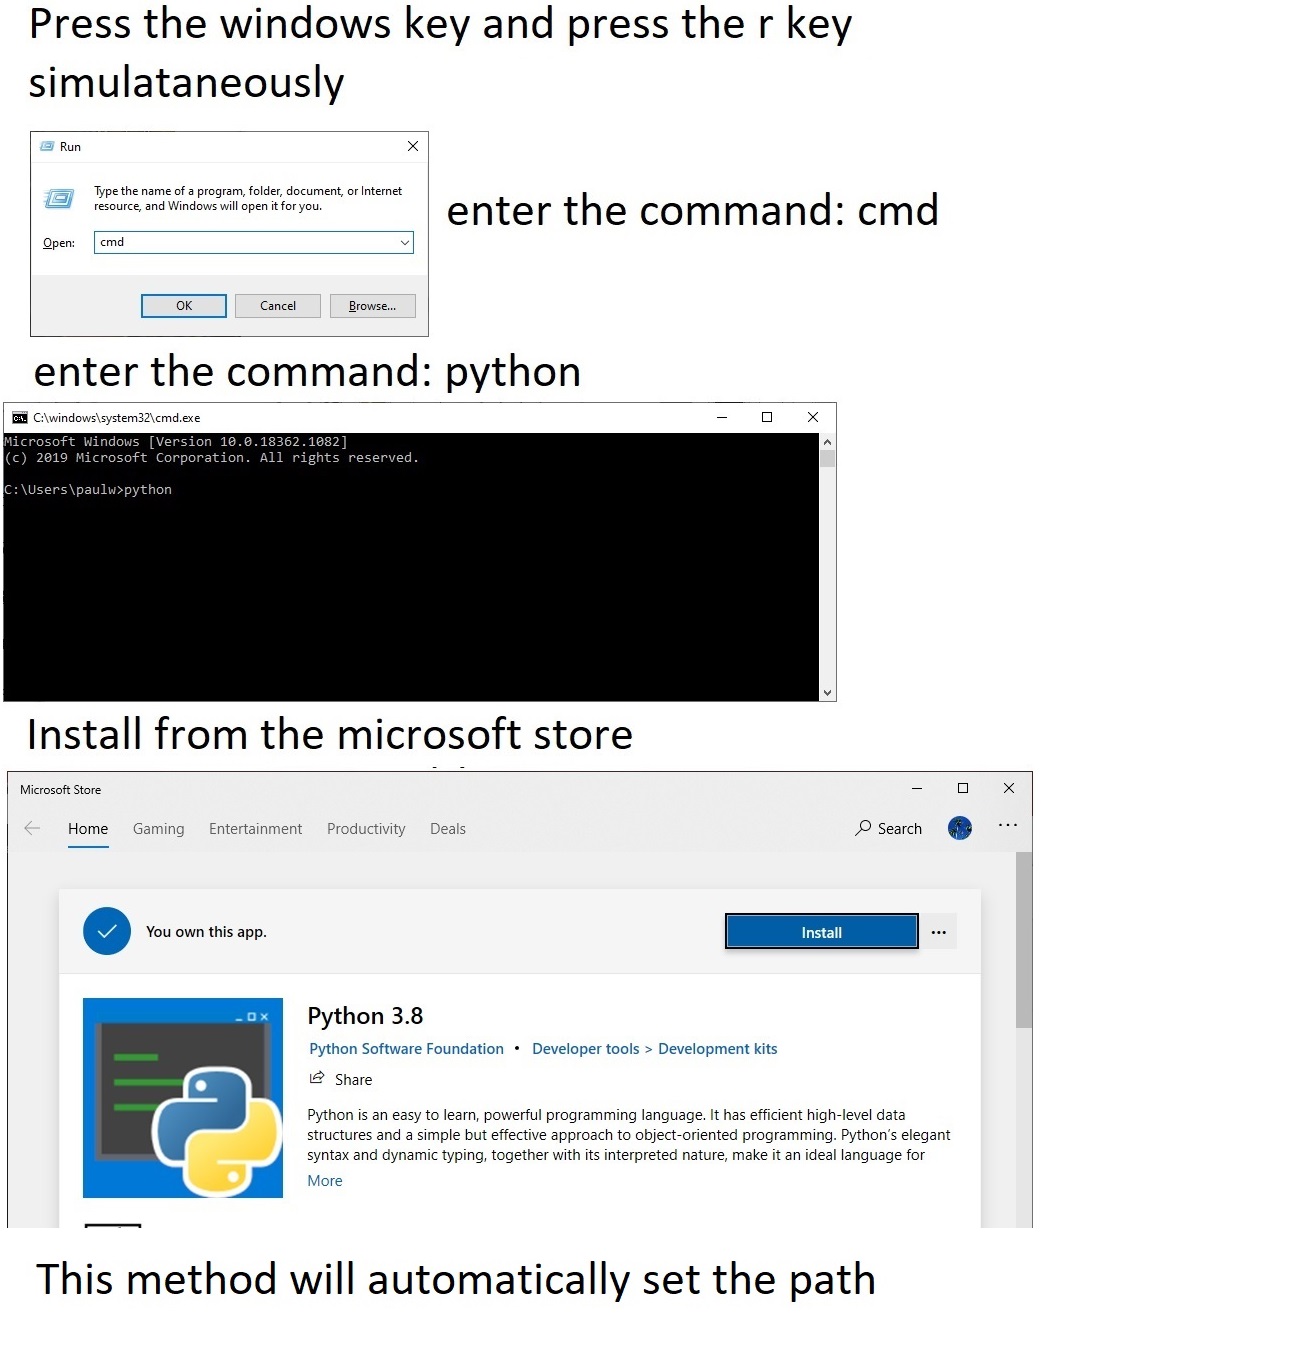 Press the windows key and press the r key
simulataneously
Run
Type the name of a program, folder, document, or Internet
resource, and Windows will open it for you.
Open: cmd
OK Cancel Browse...
enter the command: cmd
enter the command: python
C:\windows\system32\cmd.exe
Microsoft Windows [Version 10.0.18362.1082]
(c) 2019 Microsoft Corporation. All rights reserved.
C:\Users\paulw>python
Install from the microsoft store
Microsoft Store
Home Gaming Entertainment Productivity Deals Search ...
You own this app. Install ...
Python 3.8
Python Software Foundation • Developer tools > Development kits
Share
Python is an easy to learn, powerful programming language. It has efficient high-level data
structures and a simple but effective approach to object-oriented programming. Python's elegant
syntax and dynamic typing, together with its interpreted nature, make it an ideal language for
More
This method will automatically set the path